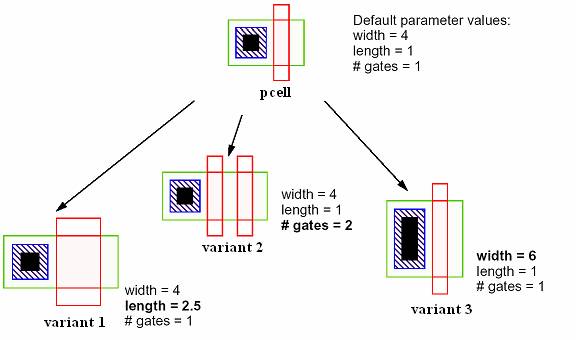 Default parameter values:
width = 4
length = 1
# gates = 1
pcell
width = 4
length = 1
# gates = 2
variant 2
width = 6
length = 1
# gates = 1
variant 3
width = 4
length = 2.5
# gates = 1
variant 1